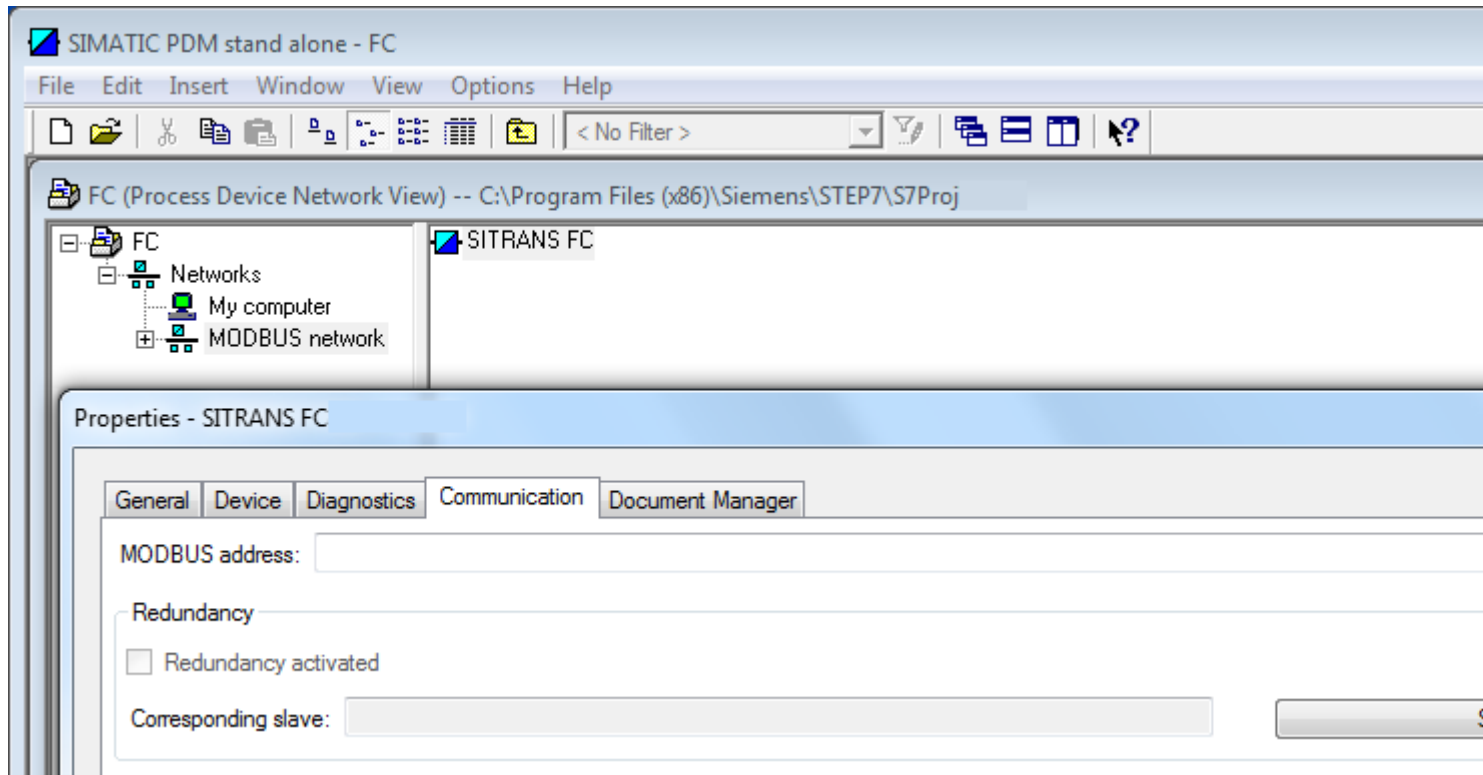 SIMATIC PDM stand alone - FC
File Edit Insert Window View Options Help
< No Filter >
FC (Process Device Network View) -- C:\Program Files (x86)\Siemens\STEP7\S7Proj
FC
SITRANS FC
Networks
My computer
MODBUS network
Properties - SITRANS FC
General Device Diagnostics Communication Document Manager
MODBUS address:
Redundancy
Redundancy activated
Corresponding slave: